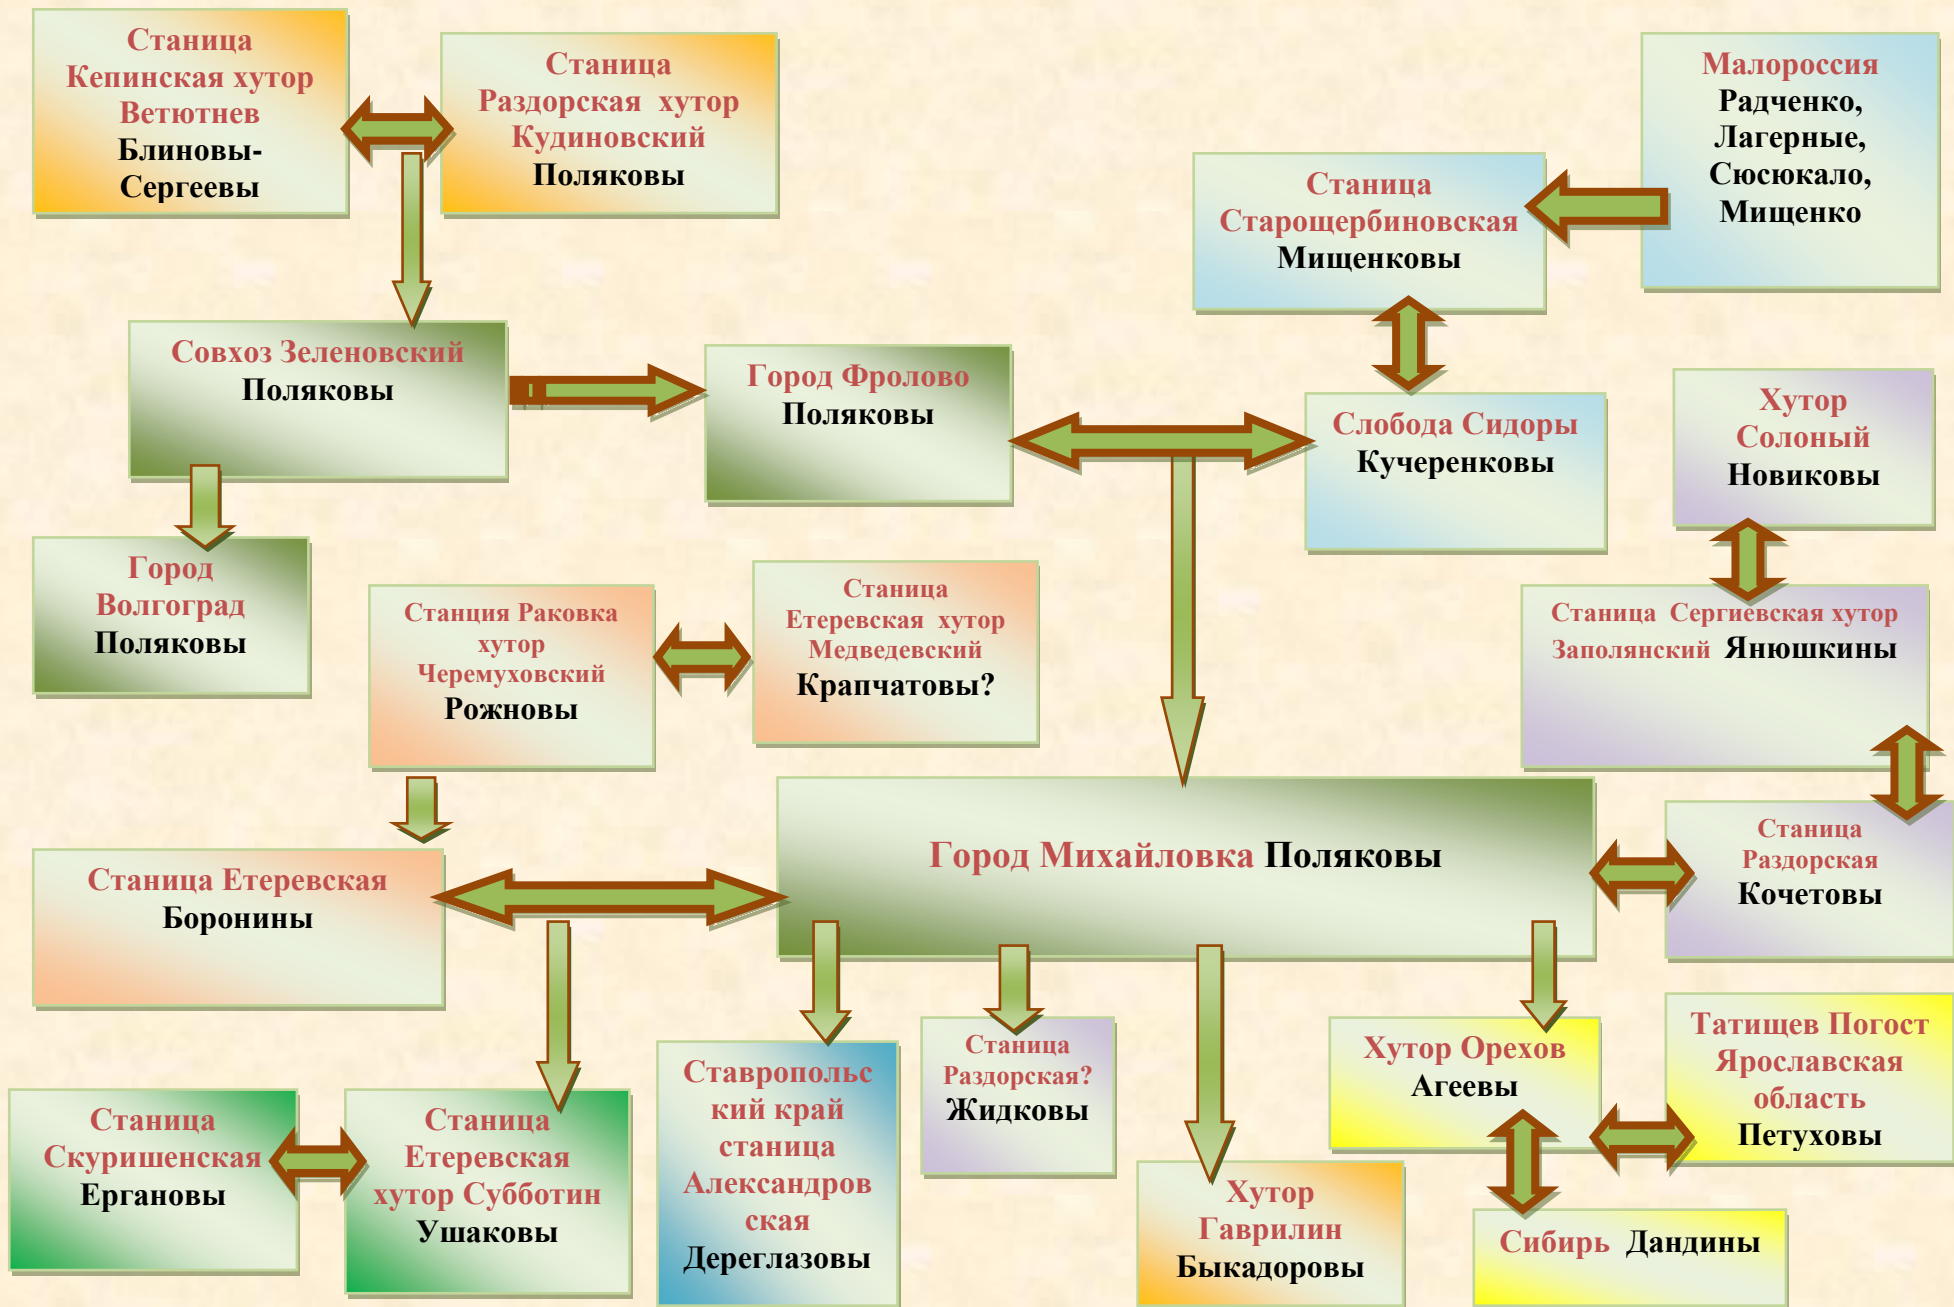 Станица
Кепинская хутор
Ветютнев
Блиновы-
Сергеевы
Станица
Раздорская хутор
Кудиновский
Поляковы
Малороссия
Радченко,
Лагерные,
Сюсюкало,
Мищенко
Станица
Старощербиновская
Мищенковы
Совхоз Зеленовский
Поляковы
Город Фролово
Поляковы
Слобода Сидоры
Кучеренковы
Хутор
Солоный
Новиковы
Город
Волгоград
Поляковы
Станция Раковка
хутор
Черемуховский
Рожновы
Станица
Етеревская хутор
Медведевский
Крапчатовы?
Станица Сергиевская хутор
Заполянский Янюшкины
Станица Етеревская
Боронины
Город Михайловка Поляковы
Станица
Раздорская
Кочетовы
Станица
Скуришенская
Ергановы
Станица
Етеревская
хутор Субботин
Ушаковы
Ставропольс
кий край
станица
Александров
ская
Дереглазовы
Станица
Раздорская?
Жидковы
Хутор
Гаврилин
Быкадоровы
Хутор Орехов
Агеевы
Татищев Погост
Ярославская
область
Петуховы
Сибирь Дандины